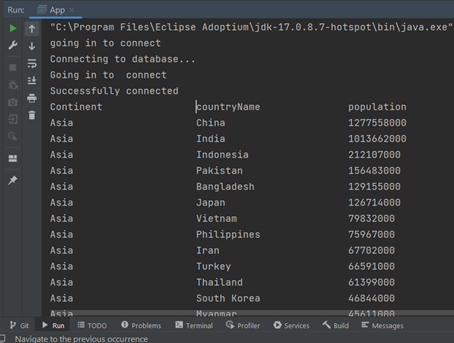 Run: App
"C:\Program Files\Eclipse Adoptium\jdk-17.0.8.7-hotspot\bin\java.exe"
going in to connect
Connecting to database...
Going in to  connect
Successfully connected
Continent countryName population
Asia China 1277558000
Asia India 1013662000
Asia Indonesia 212107000
Asia Pakistan 156483000
Asia Bangladesh 129155000
Asia Japan 126714000
Asia Vietnam 79832000
Asia Philippines 75967000
Asia Iran 67702000
Asia Turkey 66591000
Asia Thailand 61399000
Asia South Korea 46844000
Asia Myanmar 45611000
Git Run TODO Problems Terminal Profiler Services Build Messages
Navigate to the previous occurrence